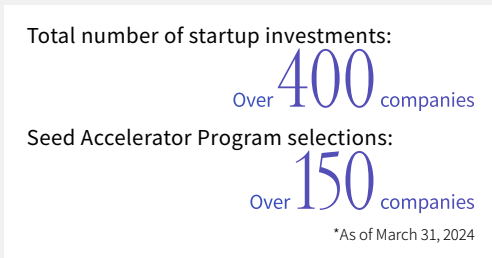 Total number of startup investments:
Over 400 companies
Seed Accelerator Program selections:
Over 150 companies
*As of March 31, 2024